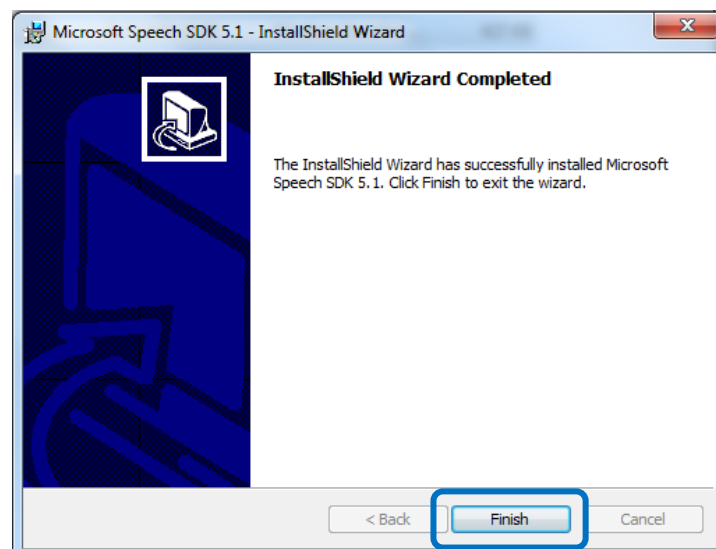 Microsoft Speech SDK 5.1 - InstallShield Wizard
InstallShield Wizard Completed
The InstallShield Wizard has successfully installed Microsoft
Speech SDK 5.1. Click Finish to exit the wizard.
< Back Finish Cancel